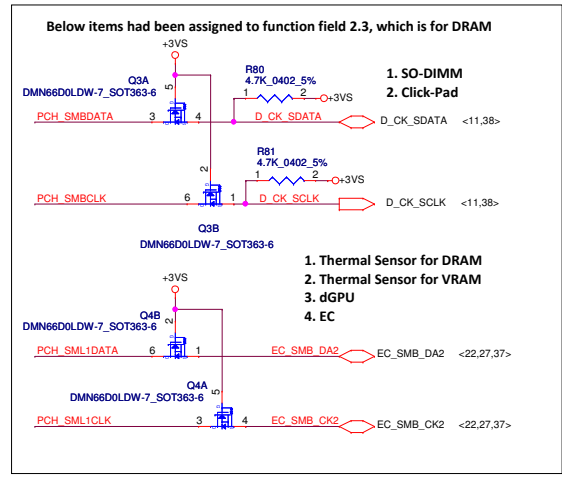 Below items had been assigned to function field 2.3, which is for DRAM
+3VS
Q3A
DMN66D0LDW-7_SOT363-6
5
R80
4.7K_0402_5%
1 2 +3VS
1. SO-DIMM
2. Click-Pad
PCH_SMBDATA 3 4 D_CK_SDATA D_CK_SDATA <11,38>
R81
4.7K_0402_5%
2
1 2 +3VS
PCH_SMBCLK 6 1 D_CK_SCLK D_CK_SCLK <11,38>
Q3B
DMN66D0LDW-7_SOT363-6
1. Thermal Sensor for DRAM
2. Thermal Sensor for VRAM
3. dGPU
4. EC
+3VS
Q4B
DMN66D0LDW-7_SOT363-6
2
PCH_SML1DATA 6 1 EC_SMB_DA2 EC_SMB_DA2 <22,27,37>
Q4A
DMN66D0LDW-7_SOT363-6
5
PCH_SML1CLK 3 4 EC_SMB_CK2 EC_SMB_CK2 <22,27,37>